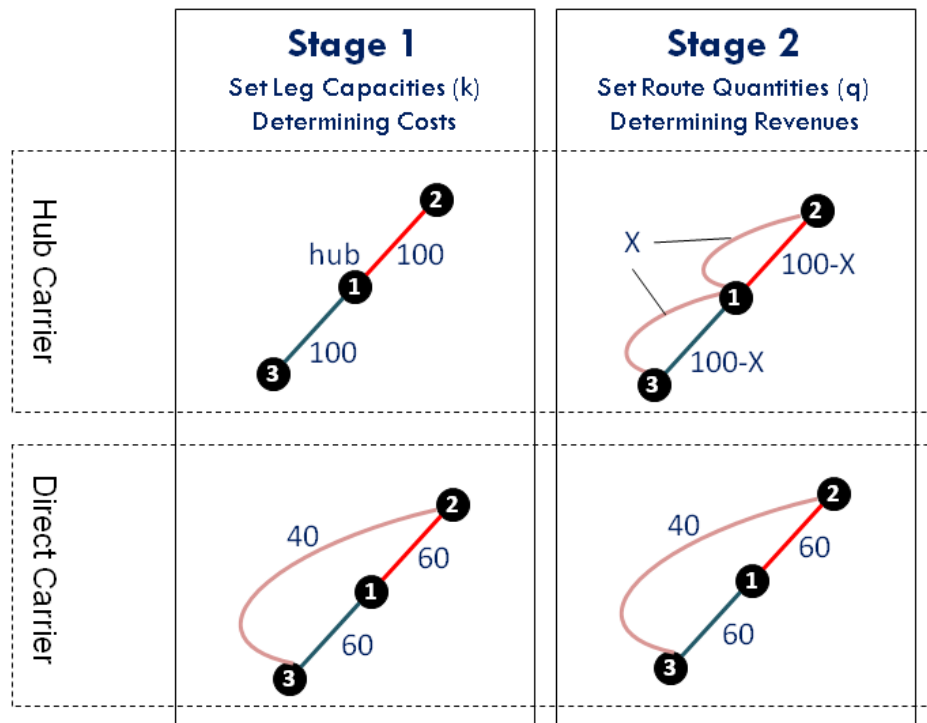 Stage 1
Set Leg Capacities (k)
Determining Costs
Stage 2
Set Route Quantities (q)
Determining Revenues
Hub Carrier
2
hub
100
1
100
3
2
X
100-X
1
100-X
3
Direct Carrier
2
40
60
1
60
3
2
40
60
1
60
3